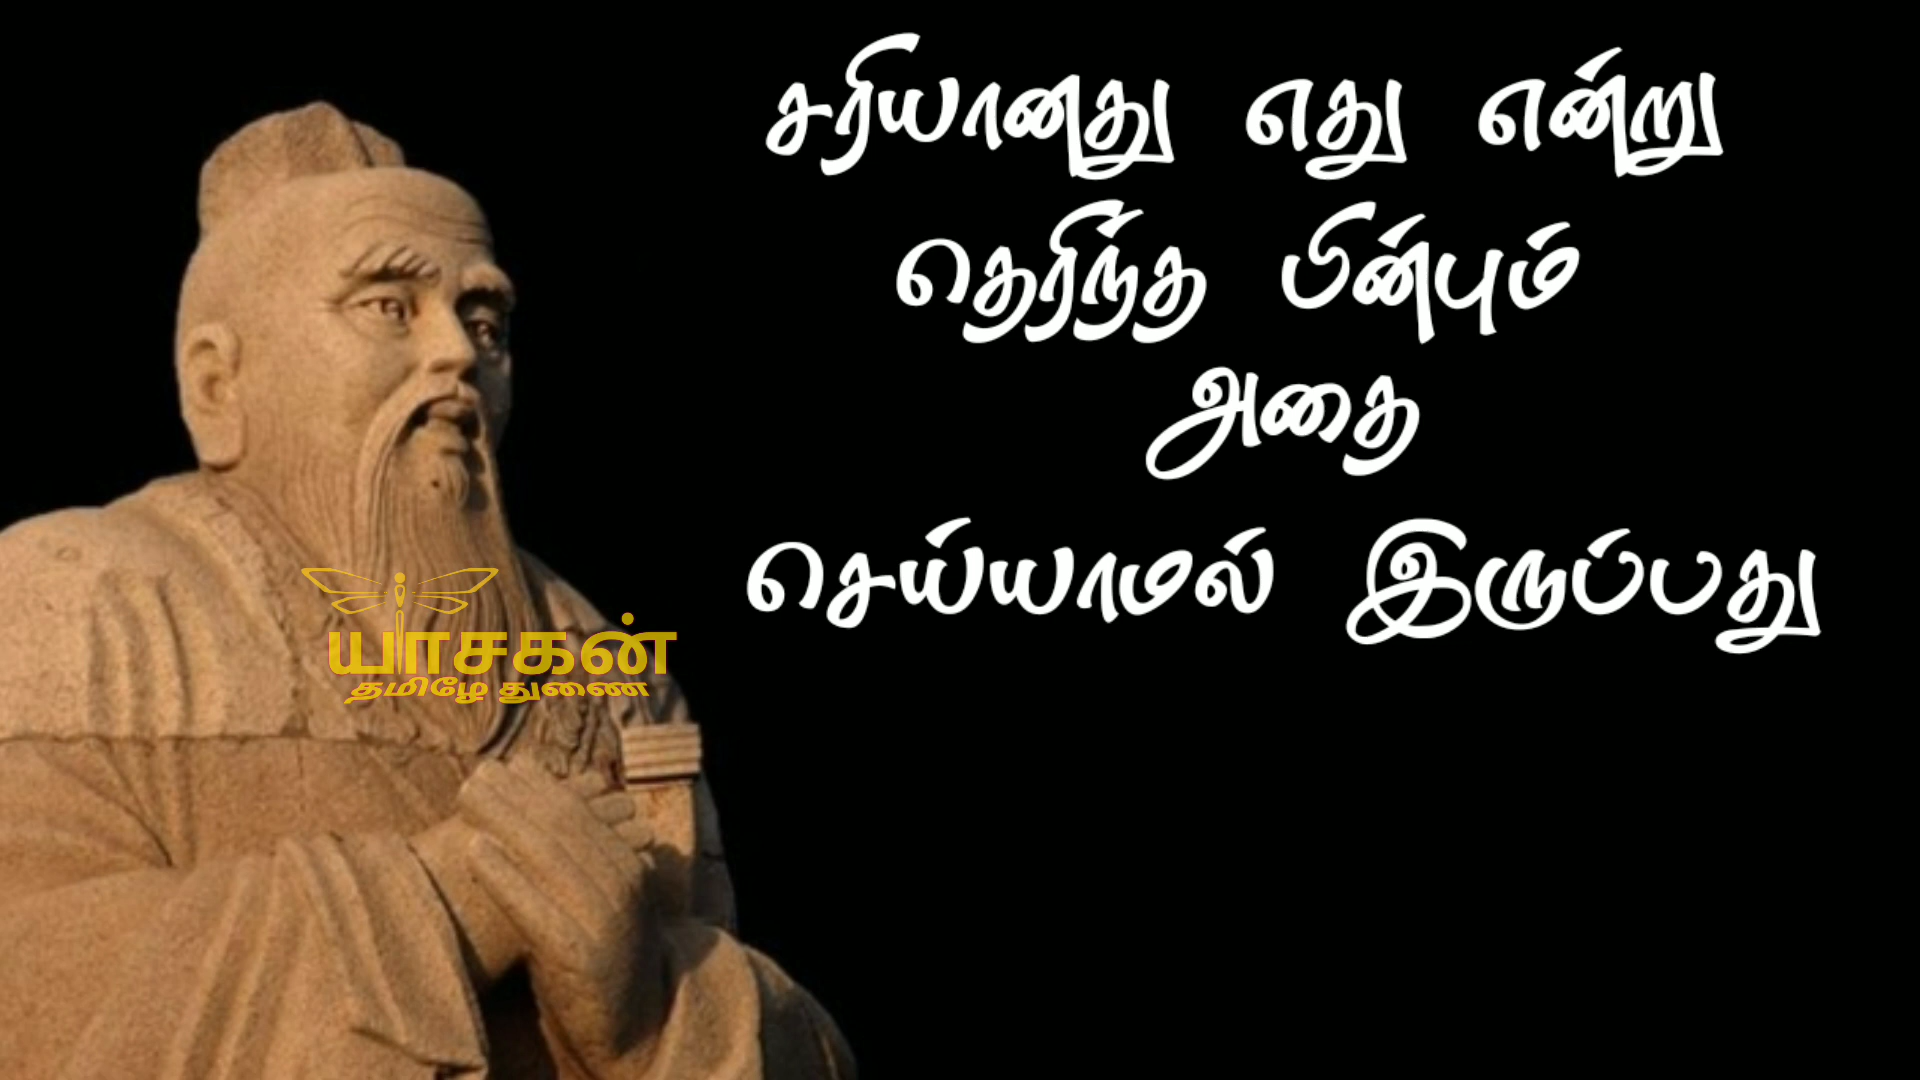 சரியானது எது என்று
தெரிந்த பின்பும்
அதை
செய்யாமல் இருப்பது
யாசகன்
தமிழே துணை